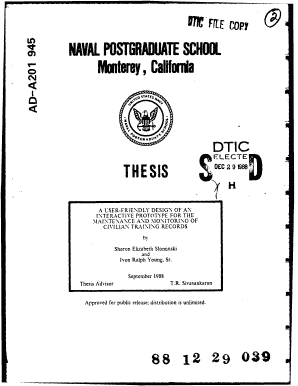 DTIC FILE COPY
2
AD-A201 945
NAVAL POSTGRADUATE SCHOOL
Monterey, California
DTIC
ELECTE
DEC 29 1988
S D
H
THESIS
A USER-FRIENDLY DESIGN OF AN
INTERACTIVE PROTOTYPE FOR THE
MAINTENANCE AND MONITORING OF
CIVILIAN TRAINING RECORDS
by
Sharon Elizabeth Slominski
and
Ivon Ralph Young, Sr.
September 1988
Thesis Advisor T.R. Sivasankaran
Approved for public release; distribution is unlimited.
88 12 29 039